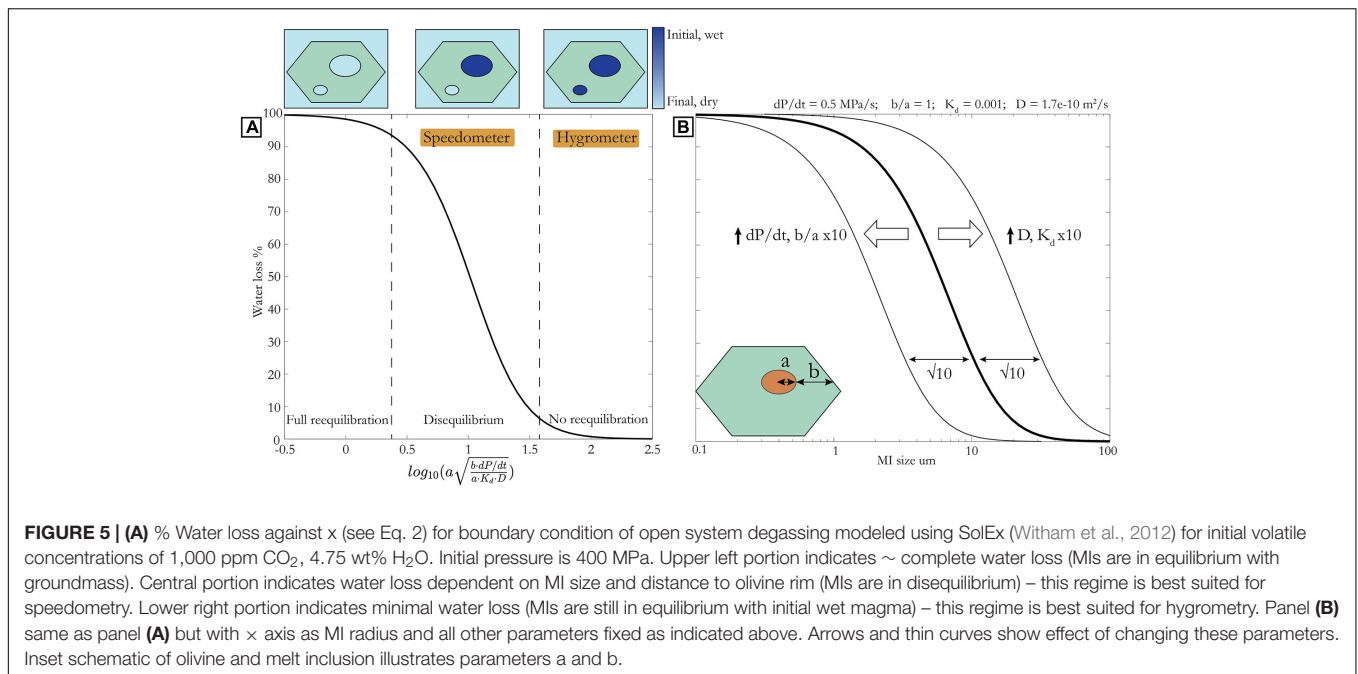 Initial, wet
Final, dry
A
Speedometer
Hygrometer
100
90
80
70
60
50
40
30
20
10
0
Water loss %
Full reequilibration
Disequilibrium
No reequilibration
-0.5
0
0.5
1
1.5
2
2.5
log₁₀(a√(b·dP/dt / a·K_d·D))
dP/dt = 0.5 MPa/s; b/a = 1; K_d = 0.001; D = 1.7e-10 m²/s
B
↑ dP/dt, b/a x10
↑ D, K_d x10
√10
√10
a
b
0.1
1
10
100
MI size um
FIGURE 5 | (A) % Water loss against x (see Eq. 2) for boundary condition of open system degassing modeled using SolEx (Witham et al., 2012) for initial volatile
concentrations of 1,000 ppm CO₂, 4.75 wt% H₂O. Initial pressure is 400 MPa. Upper left portion indicates ~ complete water loss (MIs are in equilibrium with
groundmass). Central portion indicates water loss dependent on MI size and distance to olivine rim (MIs are in disequilibrium) – this regime is best suited for
speedometry. Lower right portion indicates minimal water loss (MIs are still in equilibrium with initial wet magma) – this regime is best suited for hygrometry. Panel (B)
same as panel (A) but with × axis as MI radius and all other parameters fixed as indicated above. Arrows and thin curves show effect of changing these parameters.
Inset schematic of olivine and melt inclusion illustrates parameters a and b.